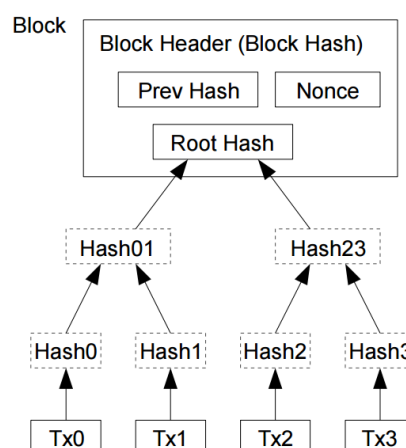 Block
Block Header (Block Hash)
Prev Hash Nonce
Root Hash
Hash01 Hash23
Hash0 Hash1 Hash2 Hash3
Tx0 Tx1 Tx2 Tx3